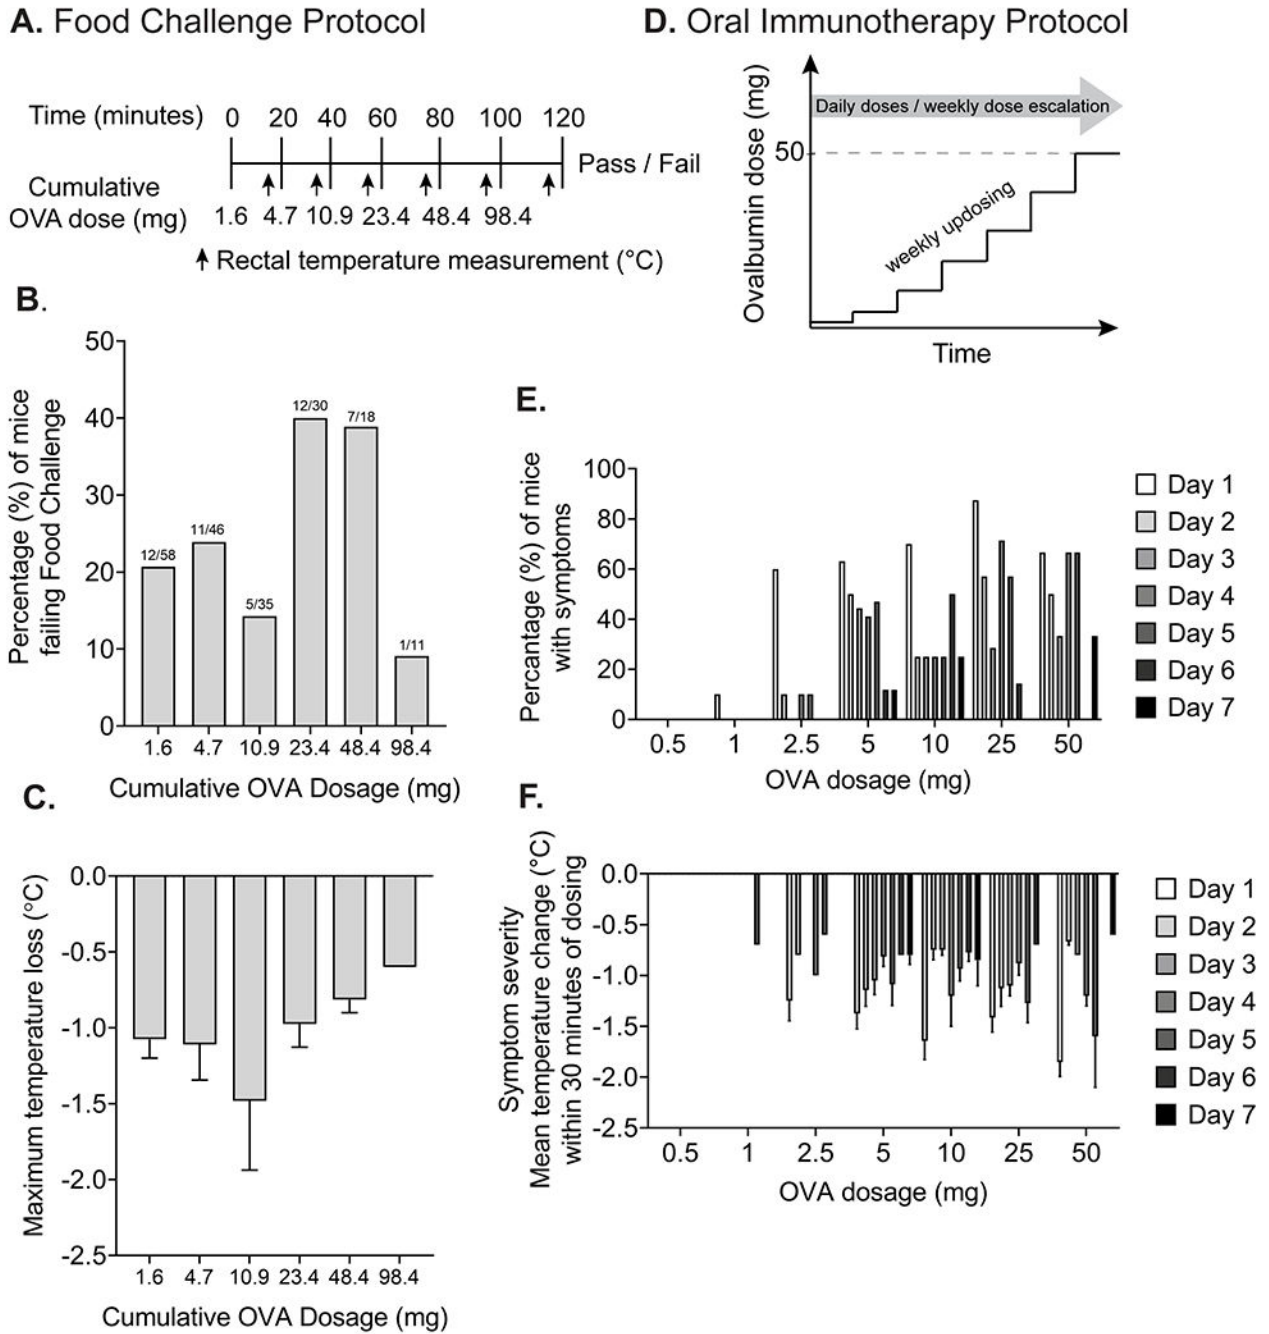 A. Food Challenge Protocol
Time (minutes) 0 20 40 60 80 100 120
Pass / Fail
Cumulative
OVA dose (mg) 1.6 4.7 10.9 23.4 48.4 98.4
Rectal temperature measurement (°C)
B.
Percentage (%) of mice
failing Food Challenge
50
40
30
20
10
0
12/58
11/46
5/35
12/30
7/18
1/11
1.6 4.7 10.9 23.4 48.4 98.4
Cumulative OVA Dosage (mg)
C.
Maximum temperature loss (°C)
0.0
-0.5
-1.0
-1.5
-2.0
-2.5
1.6 4.7 10.9 23.4 48.4 98.4
Cumulative OVA Dosage (mg)
D. Oral Immunotherapy Protocol
Ovalbumin dose (mg)
Daily doses / weekly dose escalation
50
weekly updosing
Time
E.
Percantage (%) of mice
with symptoms
100
80
60
40
20
0
0.5 1 2.5 5 10 25 50
OVA dosage (mg)
Day 1
Day 2
Day 3
Day 4
Day 5
Day 6
Day 7
F.
Symptom severity
Mean temperature change (°C)
within 30 minutes of dosing
0.0
-0.5
-1.0
-1.5
-2.0
-2.5
0.5 1 2.5 5 10 25 50
OVA dosage (mg)
Day 1
Day 2
Day 3
Day 4
Day 5
Day 6
Day 7